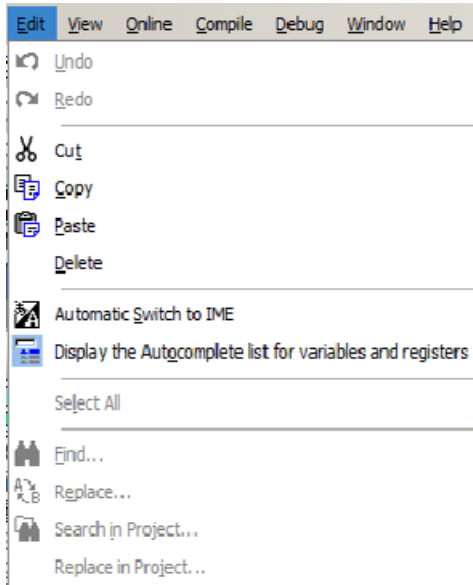 Edit View Online Compile Debug Window Help
Undo
Redo
Cut
Copy
Paste
Delete
Automatic Switch to IME
Display the Autocomplete list for variables and registers
Select All
Find...
Replace...
Search in Project...
Replace in Project...